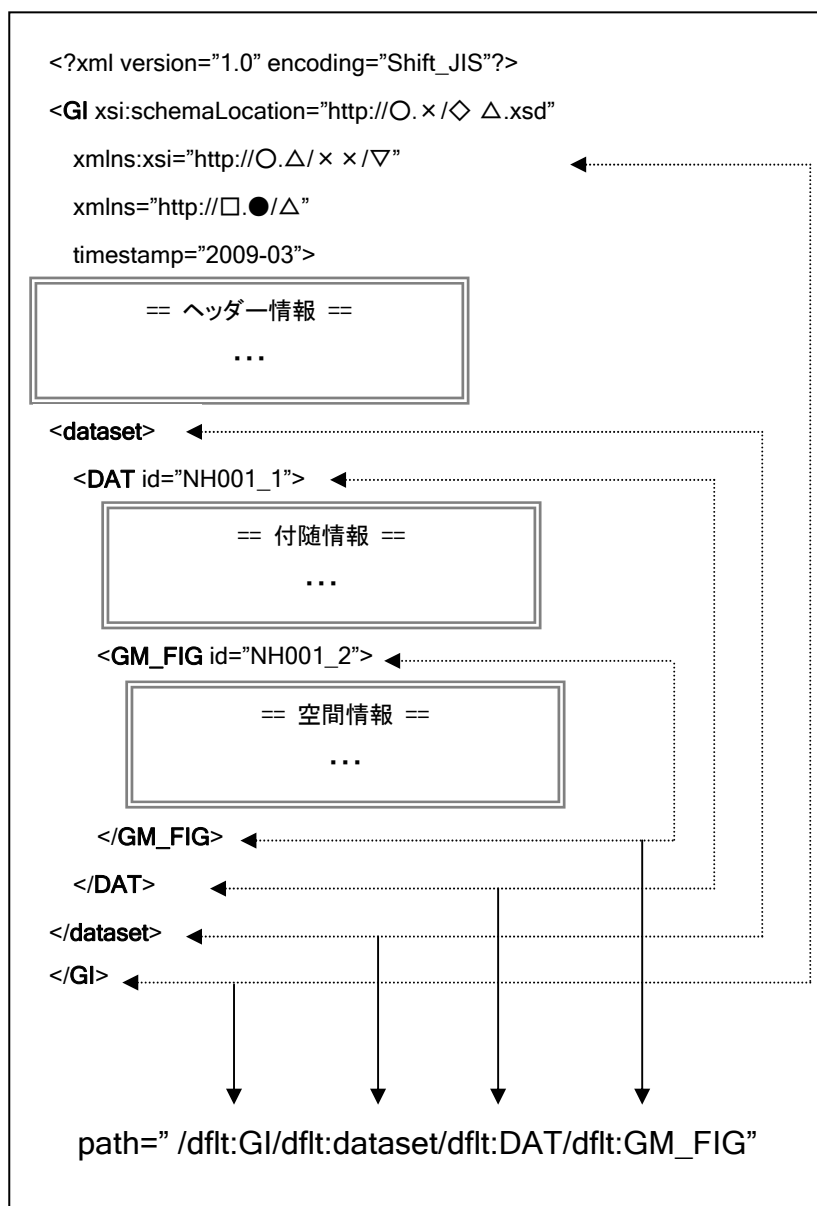 <?xml version=”1.0” encoding=”Shift_JIS”?>
<GI xsi:schemaLocation=”http://○.×/◇ △.xsd”
xmlns:xsi=”http://○.△/× ×/▽”
xmlns=”http://□.●/△”
timestamp=”2009-03”>
== ヘッダー情報 ==
・・・
<dataset>
<DAT id=”NH001_1”>
== 付随情報 ==
・・・
<GM_FIG id=”NH001_2”>
== 空間情報 ==
・・・
</GM_FIG>
</DAT>
</dataset>
</GI>
path=” /dflt:GI/dflt:dataset/dflt:DAT/dflt:GM_FIG”